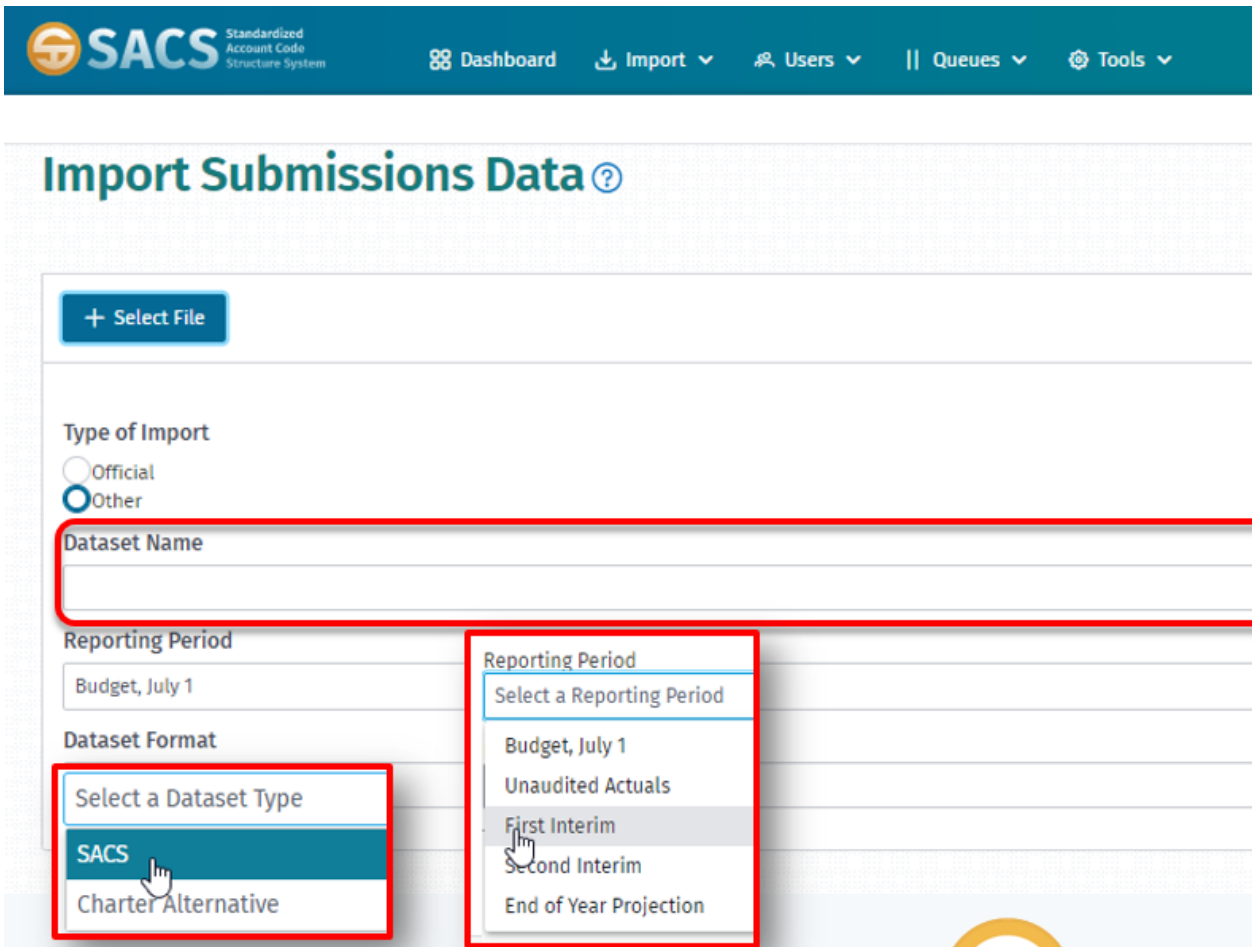 SACS Standardized
Account Code
Structure System
Dashboard Import Users Queues Tools
Import Submissions Data ?
+ Select File
Type of Import
Official
Other
Dataset Name
Reporting Period
Budget, July 1
Dataset Format
Select a Dataset Type
SACS
Charter Alternative
Reporting Period
Select a Reporting Period
Budget, July 1
Unaudited Actuals
First Interim
Second Interim
End of Year Projection